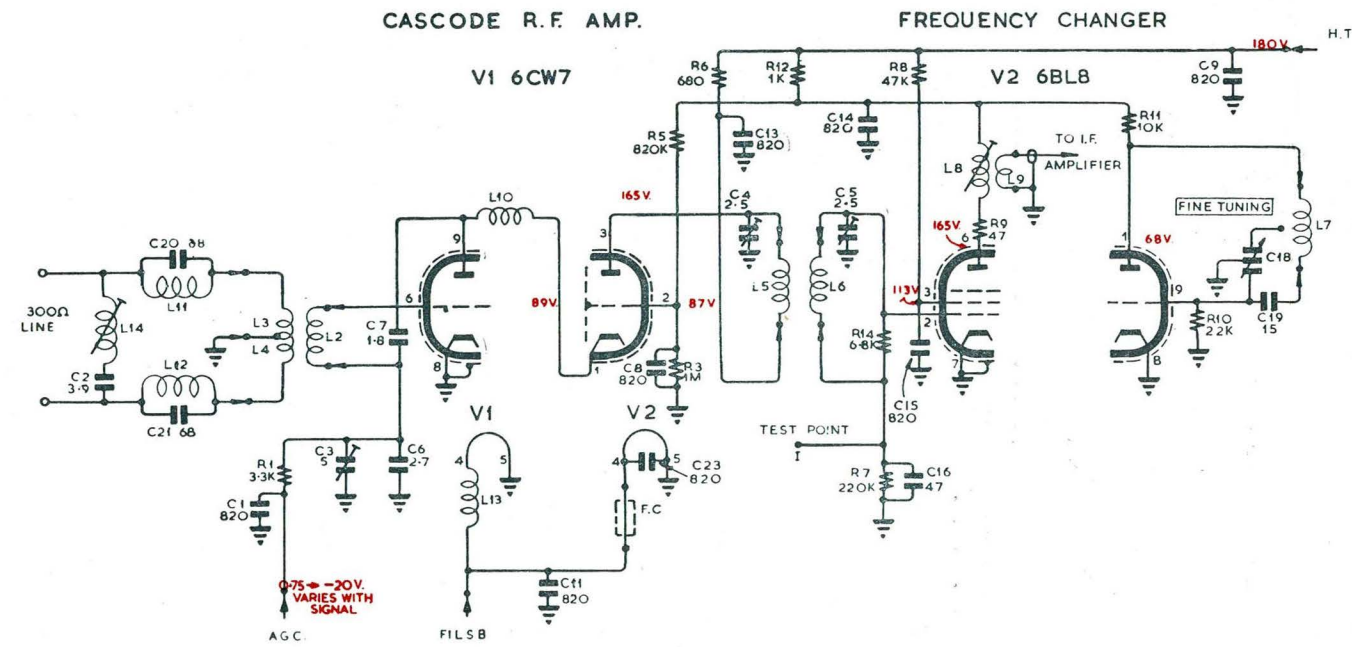 CASCODE R.F. AMP.
FREQUENCY CHANGER
V1 6CW7
V2 6BL8
H.T
180V.
C9
820
R6
680
R12
1K
R8
47K
R5
820K
C13
820
C14
820
R11
10K
TO I.F.
AMPLIFIER
L8
L9
L10
165V.
C4
2.5
C5
2.5
FINE TUNING
L7
C18
R9
47
165V.
6
68V.
1
9
3
9
C20 68
L11
300Ω
LINE
L14
L3
L4
L2
C7
1.8
6
89V.
2
87V
L5
L6
113V.
3
2
C19
15
R10
22K
C2
3.9
L12
C21 68
8
1
C8
820
R3
1M
R14
6.8K
7
8
C15
820
V1
V2
TEST POINT
I
R1
3.3K
C3
5
C6
2.7
4
5
4
5
C23
820
L13
R7
220K
C16
47
C1
820
F.C
0.75→ -20V.
VARIES WITH
SIGNAL
C11
820
A G C.
FILSB